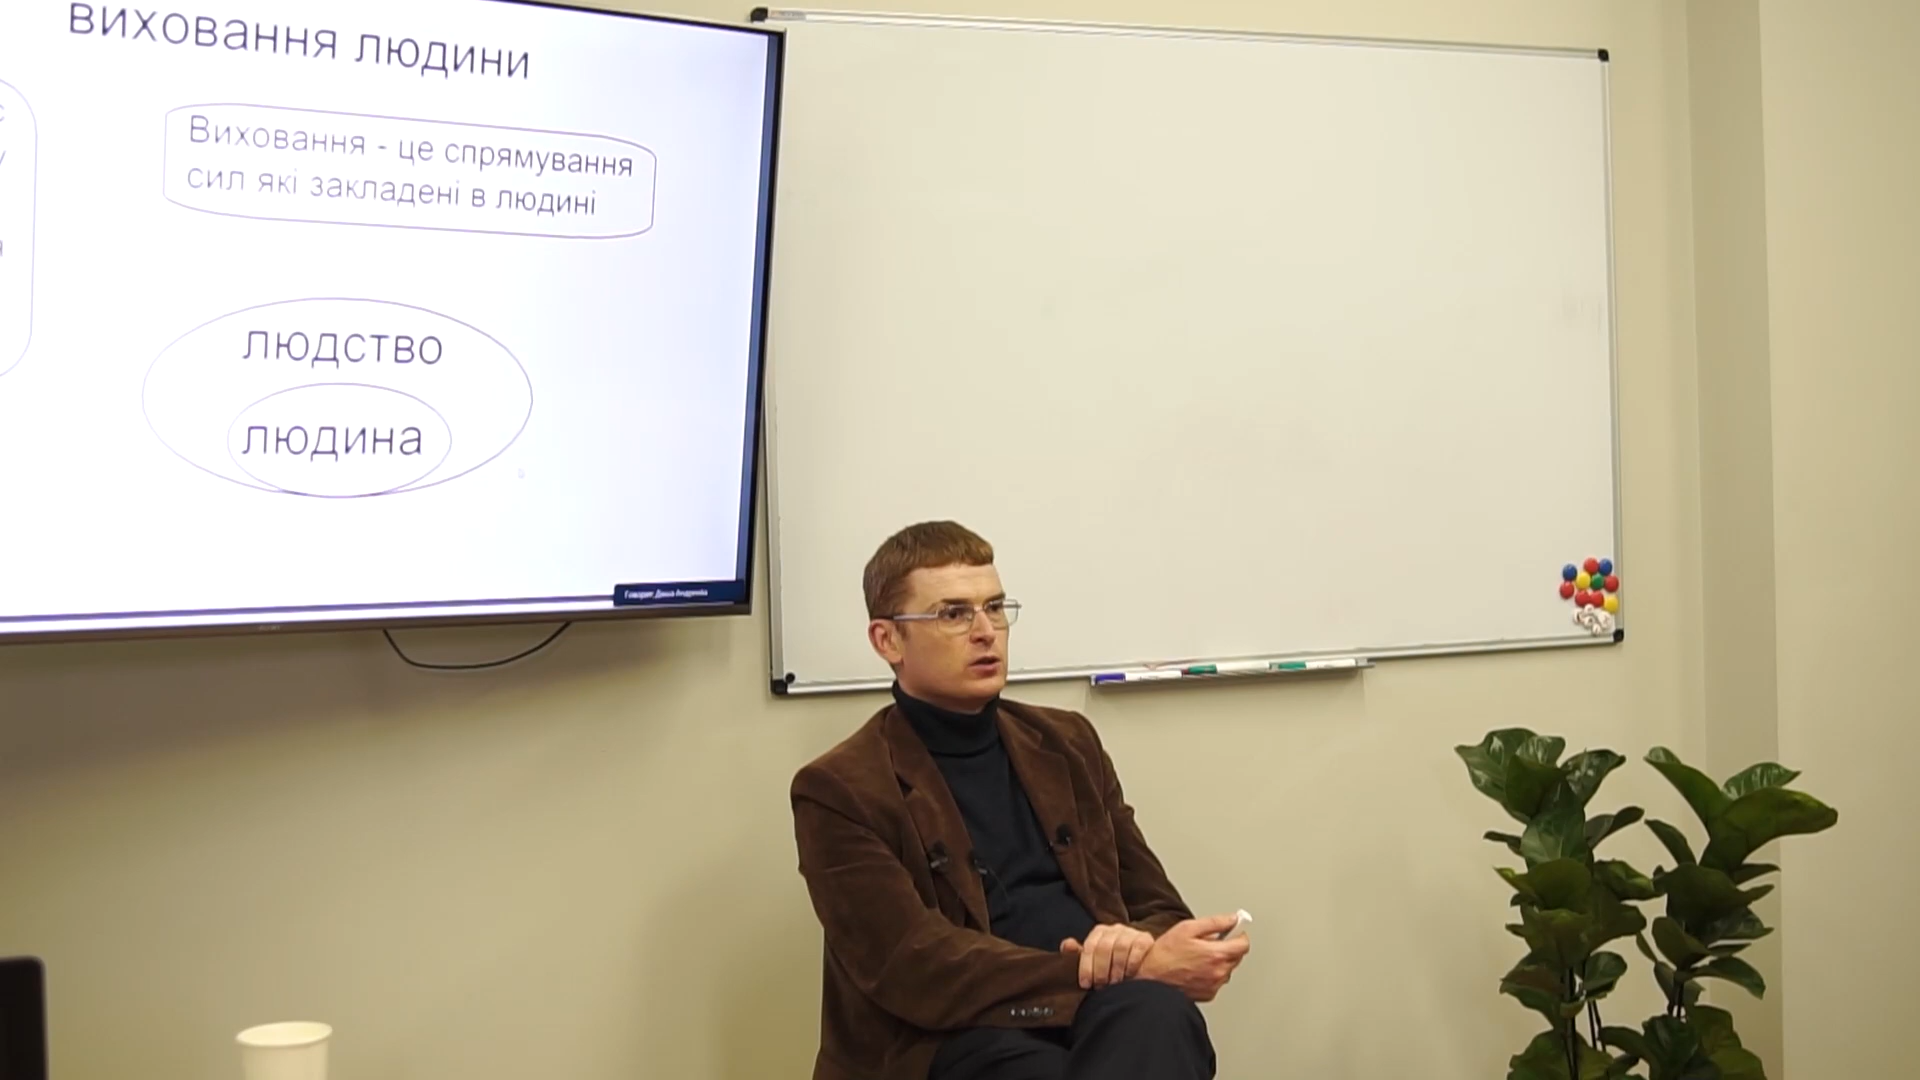 виховання людини
Виховання - це спрямування
сил які закладені в людині
людство
людина